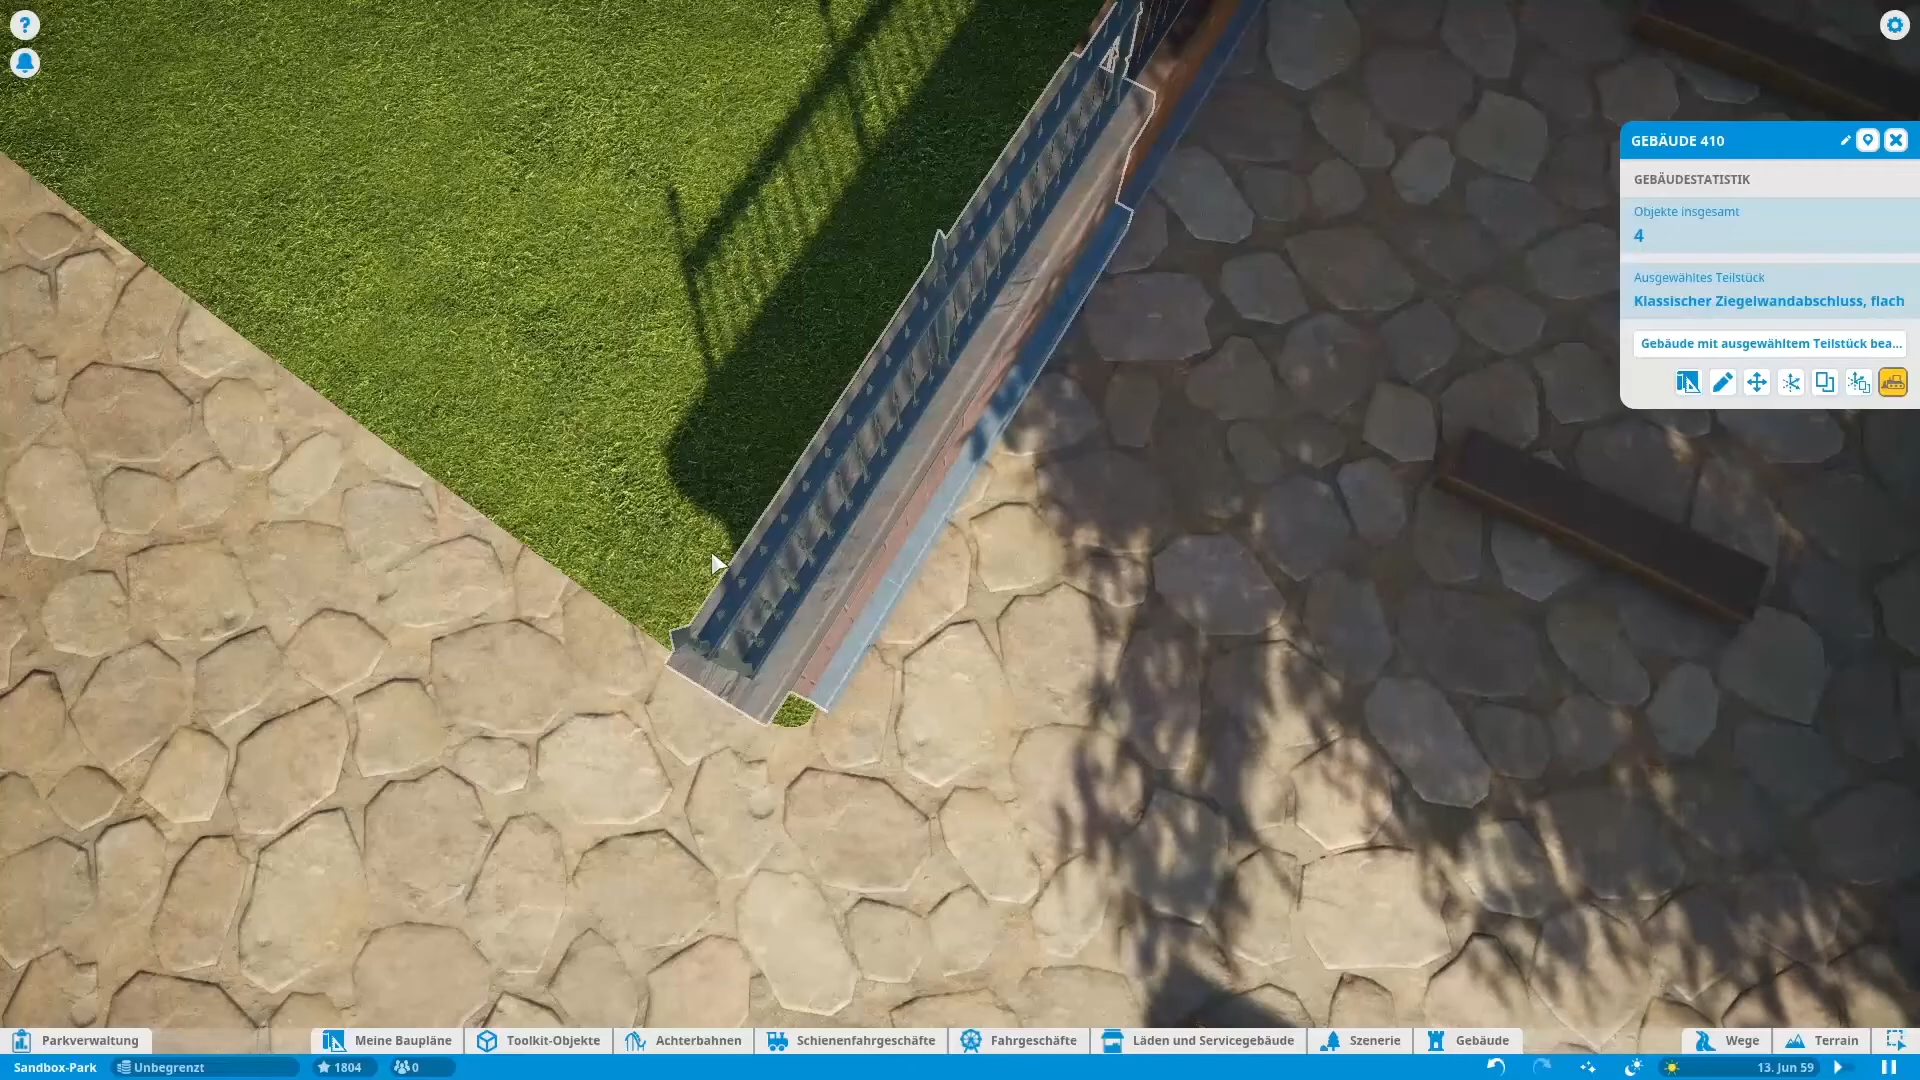 ?
GEBÄUDE 410
GEBÄUDESTATISTIK
Objekte insgesamt
4
Ausgewähltes Teilstück
Klassischer Ziegelwandabschluss, flach
Gebäude mit ausgewähltem Teilstück bea...
Parkverwaltung
Meine Baupläne
Toolkit-Objekte
Achterbahnen
Schienenfahrgeschäfte
Fahrgeschäfte
Läden und Servicegebäude
Szenerie
Gebäude
Wege
Terrain
Sandbox-Park
Unbegrenzt
1804
0
13. Jun 59